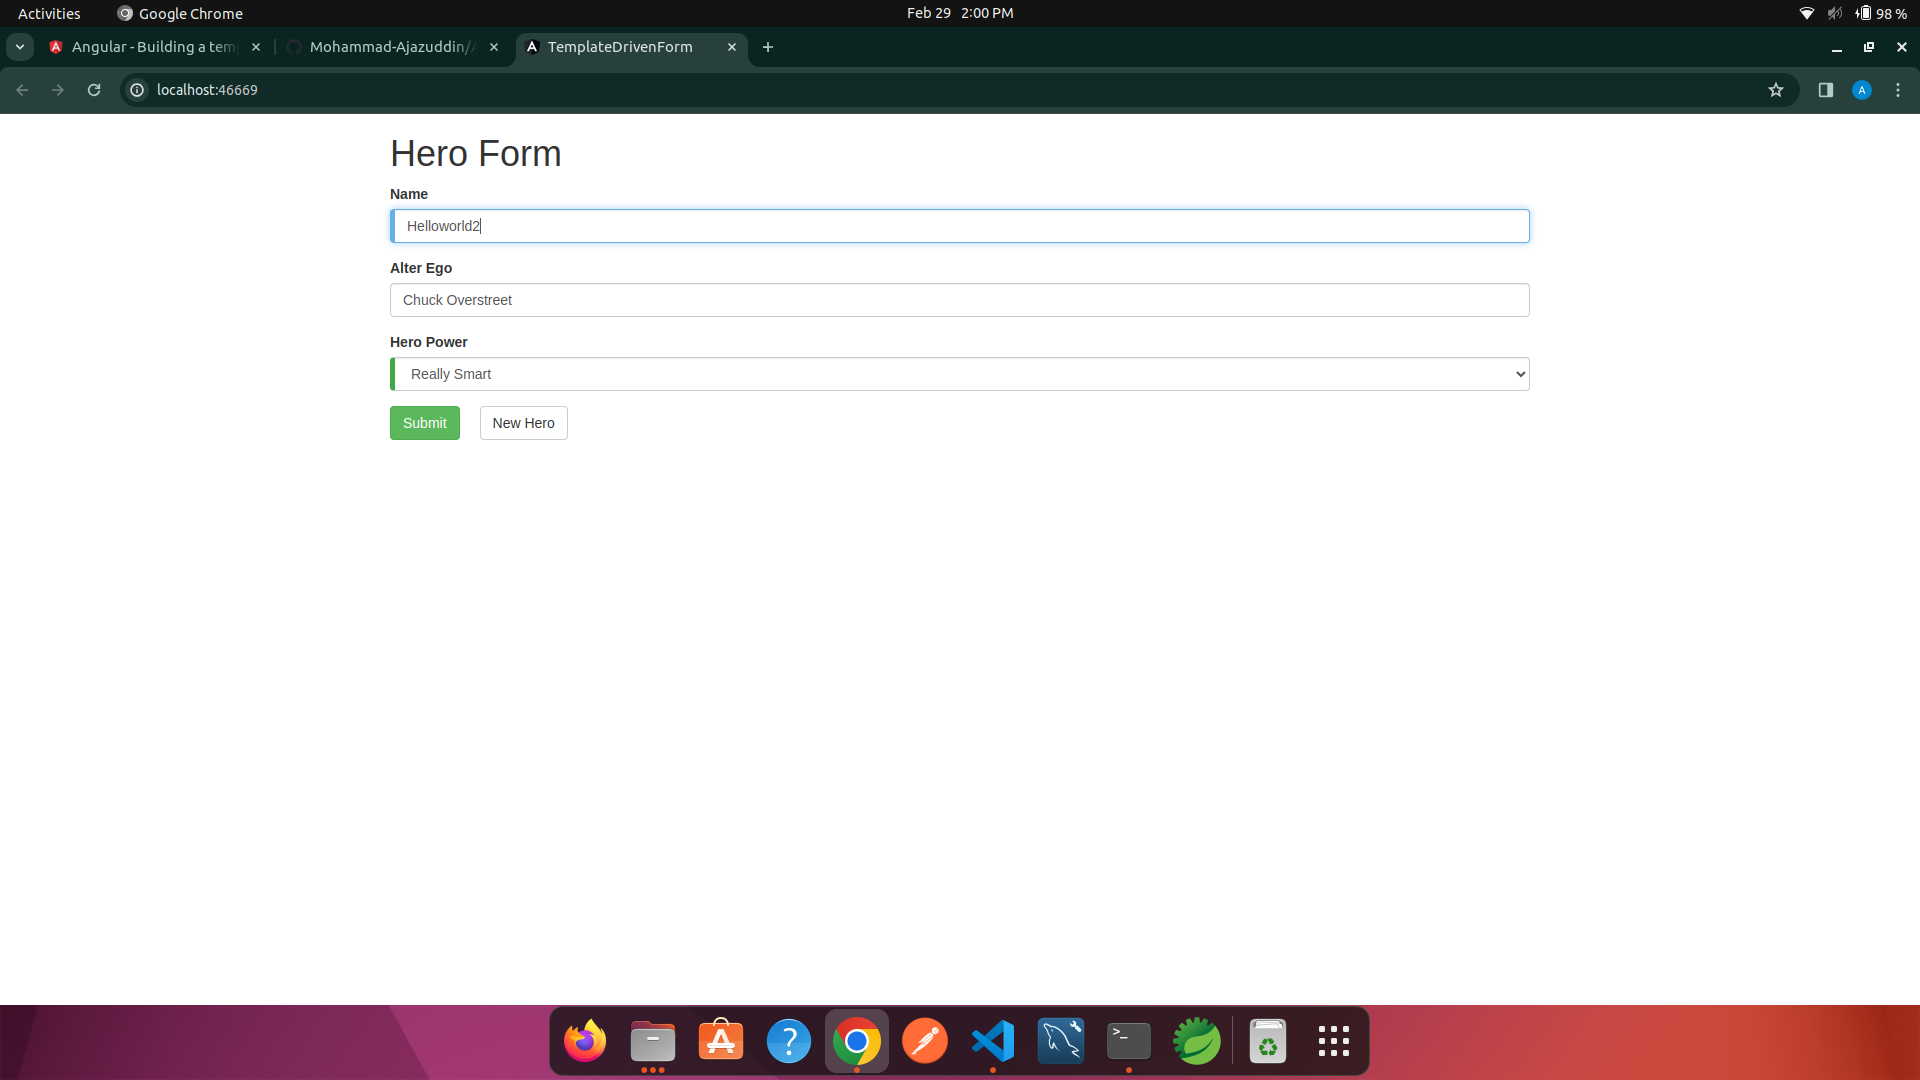 Activities Google Chrome Feb 29 2:00 PM 98 %
Angular - Building a tem Mohammad-Ajazuddin/ TemplateDrivenForm
localhost:46669 A
Hero Form
Name
Helloworld2
Alter Ego
Chuck Overstreet
Hero Power
Really Smart
Submit New Hero